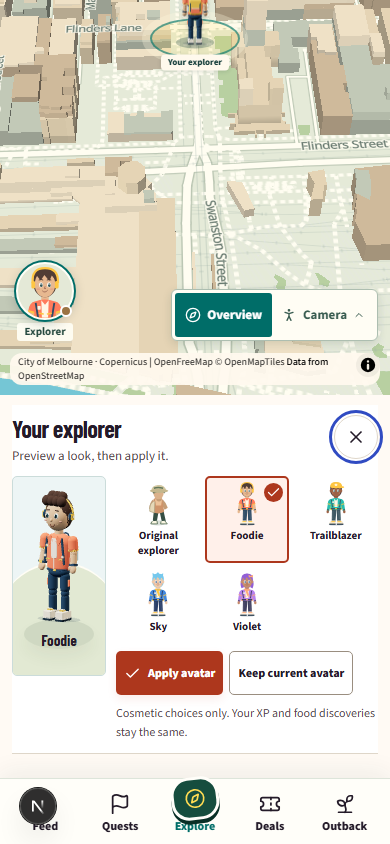 Flinders Lane
Your explorer
Flinders Street
Swanston Street
Explorer
Overview
Camera
City of Melbourne · Copernicus | OpenFreeMap © OpenMapTiles Data from
OpenStreetMap
Your explorer
Preview a look, then apply it.
Foodie
Original
explorer
Foodie
Trailblazer
Sky
Violet
Apply avatar
Keep current avatar
Cosmetic choices only. Your XP and food discoveries
stay the same.
N
Feed
Quests
Explore
Deals
Outback